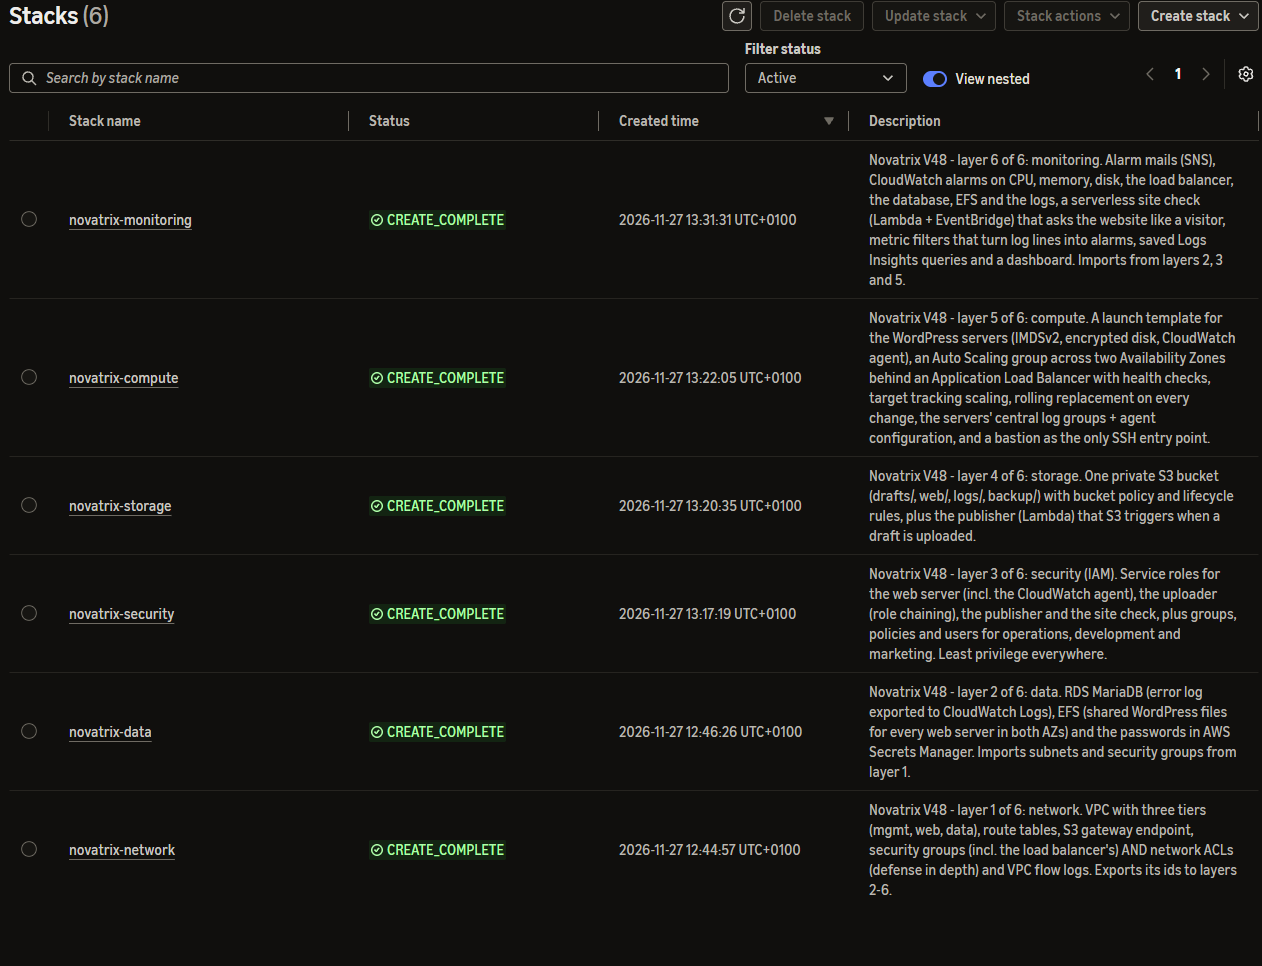 Stacks (6)
Delete stack
Update stack
Stack actions
Create stack
Filter status
Search by stack name
Active
View nested
1
Stack name
Status
Created time
Description
novatrix-monitoring
CREATE_COMPLETE
2026-11-27 13:31:31 UTC+0100
Novatrix V48 - layer 6 of 6: monitoring. Alarm mails (SNS),
CloudWatch alarms on CPU, memory, disk, the load balancer,
the database, EFS and the logs, a serverless site check
(Lambda + EventBridge) that asks the website like a visitor,
metric filters that turn log lines into alarms, saved Logs
Insights queries and a dashboard. Imports from layers 2, 3
and 5.
novatrix-compute
CREATE_COMPLETE
2026-11-27 13:22:05 UTC+0100
Novatrix V48 - layer 5 of 6: compute. A launch template for
the WordPress servers (IMDSv2, encrypted disk, CloudWatch
agent), an Auto Scaling group across two Availability Zones
behind an Application Load Balancer with health checks,
target tracking scaling, rolling replacement on every
change, the servers' central log groups + agent
configuration, and a bastion as the only SSH entry point.
novatrix-storage
CREATE_COMPLETE
2026-11-27 13:20:35 UTC+0100
Novatrix V48 - layer 4 of 6: storage. One private S3 bucket
(drafts/, web/, logs/, backup/) with bucket policy and lifecycle
rules, plus the publisher (Lambda) that S3 triggers when a
draft is uploaded.
novatrix-security
CREATE_COMPLETE
2026-11-27 13:17:19 UTC+0100
Novatrix V48 - layer 3 of 6: security (IAM). Service roles for
the web server (incl. the CloudWatch agent), the uploader
(role chaining), the publisher and the site check, plus groups,
policies and users for operations, development and
marketing. Least privilege everywhere.
novatrix-data
CREATE_COMPLETE
2026-11-27 12:46:26 UTC+0100
Novatrix V48 - layer 2 of 6: data. RDS MariaDB (error log
exported to CloudWatch Logs), EFS (shared WordPress files
for every web server in both AZs) and the passwords in AWS
Secrets Manager. Imports subnets and security groups from
layer 1.
novatrix-network
CREATE_COMPLETE
2026-11-27 12:44:57 UTC+0100
Novatrix V48 - layer 1 of 6: network. VPC with three tiers
(mgmt, web, data), route tables, S3 gateway endpoint,
security groups (incl. the load balancer's) AND network ACLs
(defense in depth) and VPC flow logs. Exports its ids to layers
2-6.